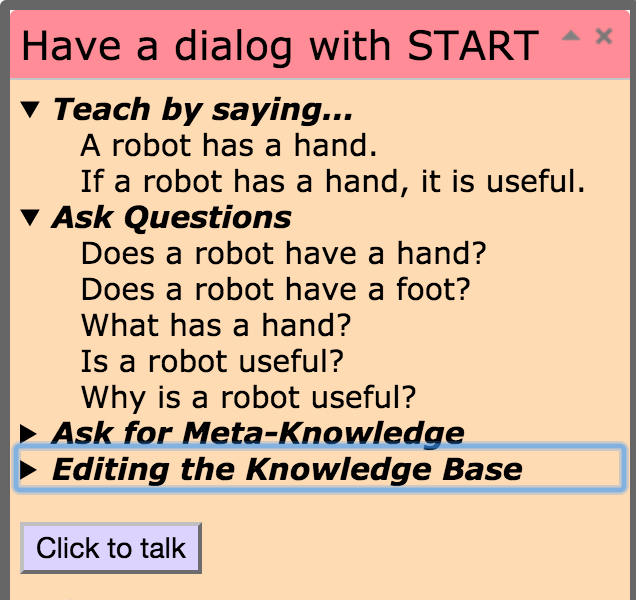 Have a dialog with START
Teach by saying...
A robot has a hand.
If a robot has a hand, it is useful.
Ask Questions
Does a robot have a hand?
Does a robot have a foot?
What has a hand?
Is a robot useful?
Why is a robot useful?
Ask for Meta-Knowledge
Editing the Knowledge Base
Click to talk